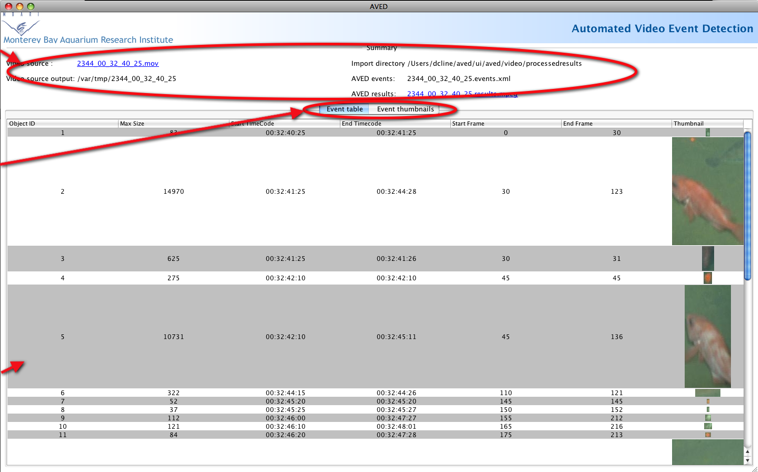 AVED
MBARI
Monterey Bay Aquarium Research Institute
Automated Video Event Detection
Summary
Video source : 2344_00_32_40_25.mov
Import directory /Users/dcline/aved/ui/aved/video/processedresults
Video source output: /var/tmp/2344_00_32_40_25
AVED events: 2344_00_32_40_25.events.xml
AVED results: 2344_00_32_40_25.results.mpeg
Event table Event thumbnails
Object ID Max Size Start TimeCode End Timecode Start Frame End Frame Thumbnail
1 82 00:32:40:25 00:32:41:25 0 30
2 14970 00:32:41:25 00:32:44:28 30 123
3 625 00:32:41:25 00:32:41:26 30 31
4 275 00:32:42:10 00:32:42:10 45 45
5 10731 00:32:42:10 00:32:45:11 45 136
6 322 00:32:44:15 00:32:44:26 110 121
7 52 00:32:45:20 00:32:45:20 145 145
8 37 00:32:45:25 00:32:45:27 150 152
9 112 00:32:46:00 00:32:47:27 155 212
10 121 00:32:46:10 00:32:48:01 165 216
11 84 00:32:46:20 00:32:47:28 175 213